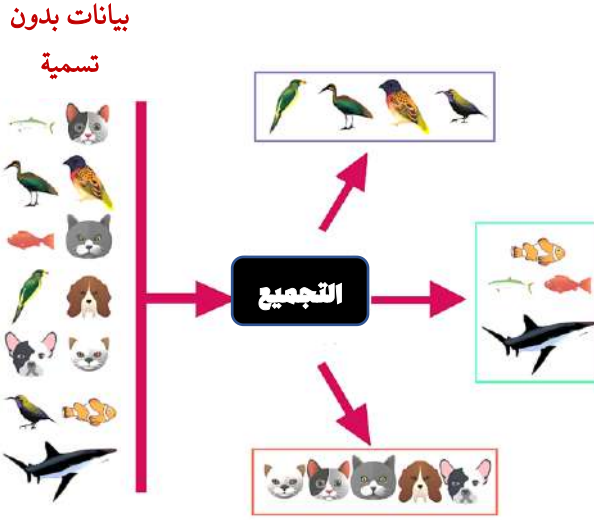 بيانات بدون
تسمية
التجميع